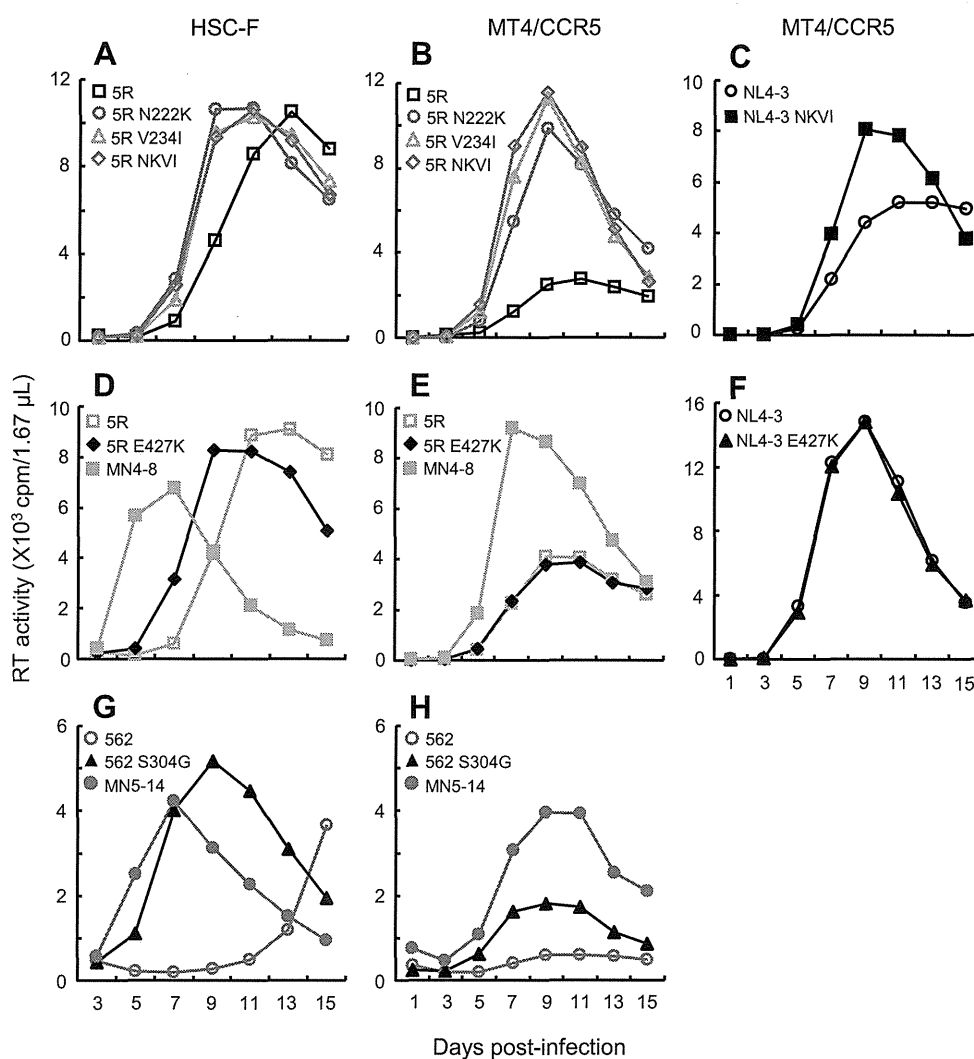 HSC-F
MT4/CCR5
MT4/CCR5
A
12
8
4
0
5R
5R N222K
5R V234I
5R NKVI
B
12
8
4
0
5R
5R N222K
5R V234I
5R NKVI
C
10
8
6
4
2
0
NL4-3
NL4-3 NKVI
RT activity (X10³ cpm/1.67 µL)
D
10
8
6
4
2
0
5R
5R E427K
MN4-8
E
10
8
6
4
2
0
5R
5R E427K
MN4-8
F
16
12
8
4
0
NL4-3
NL4-3 E427K
1 3 5 7 9 11 13 15
G
6
4
2
0
562
562 S304G
MN5-14
3 5 7 9 11 13 15
H
6
4
2
0
562
562 S304G
MN5-14
1 3 5 7 9 11 13 15
Days post-infection